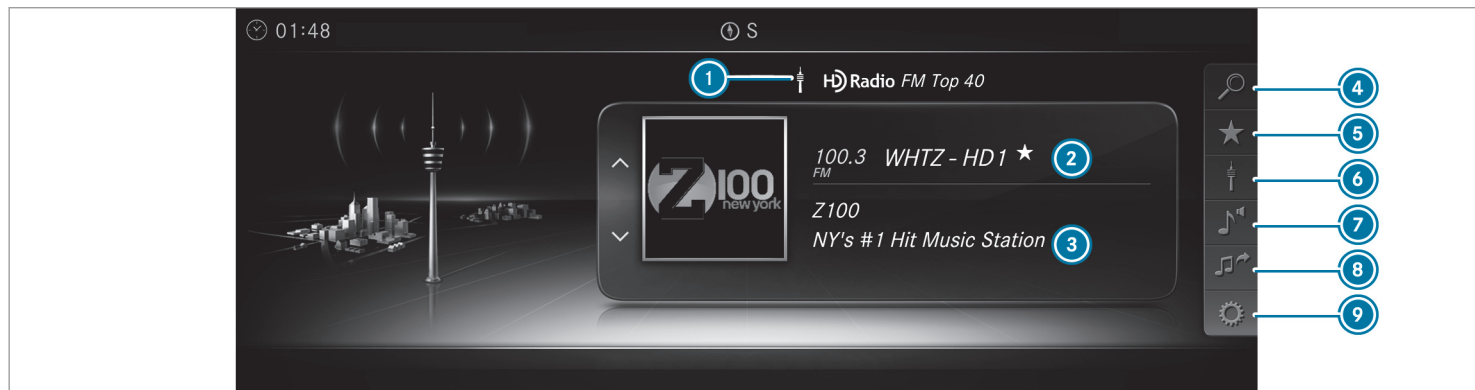 01:48
S
1
HD Radio FM Top 40
4
5
6
7
8
9
Z100
new york
100.3 WHTZ - HD1 ★ 2
FM
Z100
NY's #1 Hit Music Station 3